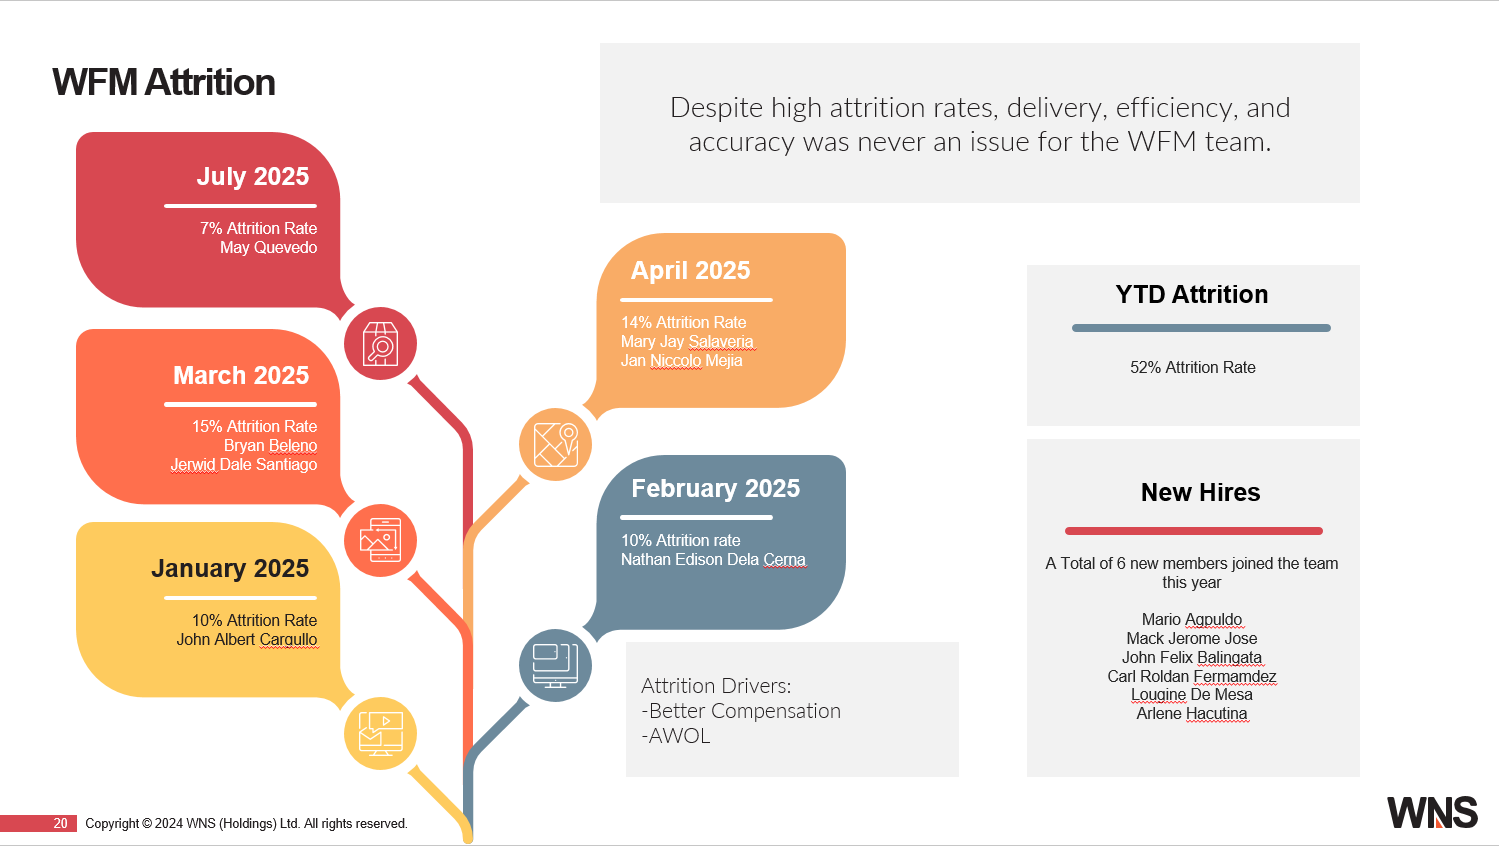 WFM Attrition
Despite high attrition rates, delivery, efficiency, and
accuracy was never an issue for the WFM team.
July 2025
7% Attrition Rate
May Quevedo
April 2025
14% Attrition Rate
Mary Jay Salaveria
Jan Niccolo Mejia
YTD Attrition
52% Attrition Rate
March 2025
15% Attrition Rate
Bryan Beleno
Jerwid Dale Santiago
February 2025
10% Attrition rate
Nathan Edison Dela Cerna
New Hires
A Total of 6 new members joined the team
this year
Mario Agpuldo
Mack Jerome Jose
John Felix Balingata
Carl Roldan Fermamdez
Lougine De Mesa
Arlene Hacutina
January 2025
10% Attrition Rate
John Albert Cargullo
Attrition Drivers:
-Better Compensation
-AWOL
20
Copyright © 2024 WNS (Holdings) Ltd. All rights reserved.
WNS